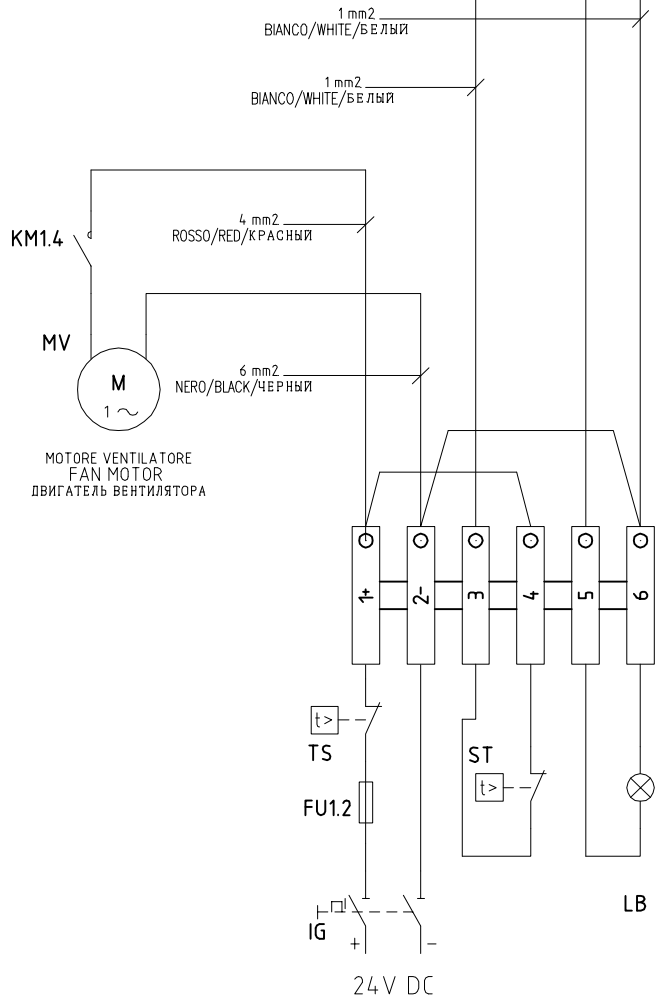 1 mm2
BIANCO/WHITE/БЕЛЫЙ
1 mm2
BIANCO/WHITE/БЕЛЫЙ
4 mm2
ROSSO/RED/КРАСНЫЙ
KM1.4
MV
6 mm2
NERO/BLACK/ЧЕРНЫЙ
M
1 ~
MOTORE VENTILATORE
FAN MOTOR
ДВИГАТЕЛЬ ВЕНТИЛЯТОРА
1+
2-
3
4
5
6
t>
TS
ST
t>
FU1.2
LB
IG
+
-
24V DC